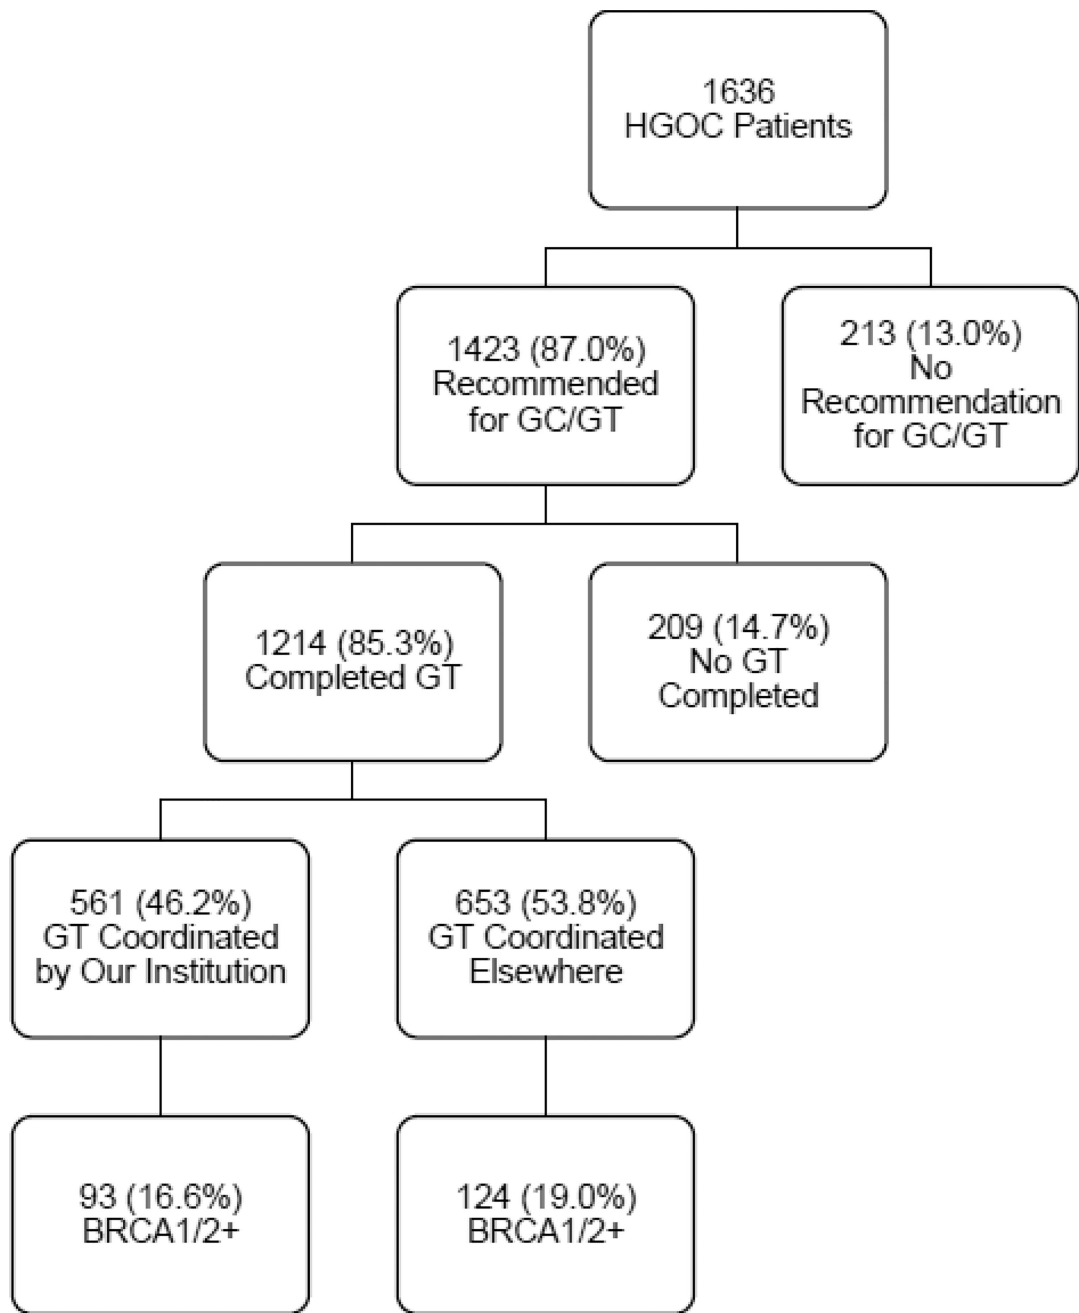 1636
HGOC Patients
1423 (87.0%)
Recommended
for GC/GT
213 (13.0%)
No
Recommendation
for GC/GT
1214 (85.3%)
Completed GT
209 (14.7%)
No GT
Completed
561 (46.2%)
GT Coordinated
by Our Institution
653 (53.8%)
GT Coordinated
Elsewhere
93 (16.6%)
BRCA1/2+
124 (19.0%)
BRCA1/2+